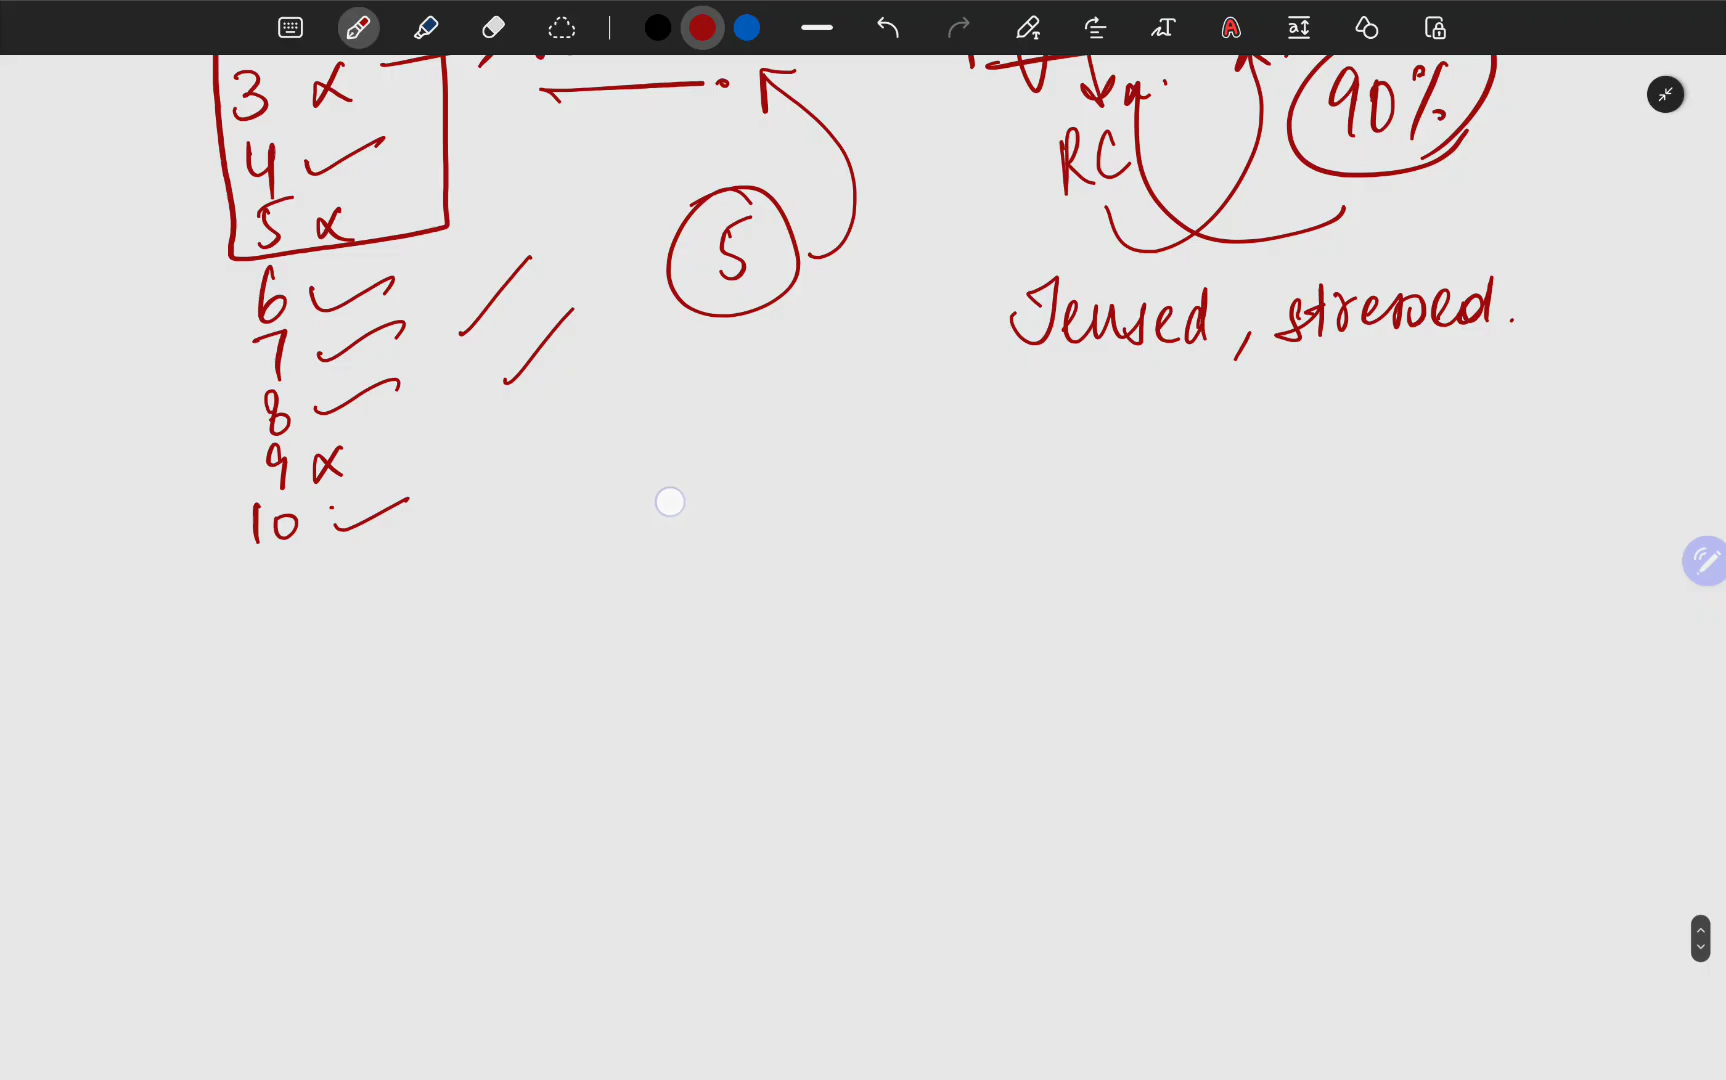 3 x
4 ✓
5 x
6 ✓
7 ✓
8 ✓
9 x
10 ✓
5
90%
RC
Tensed, stressed.